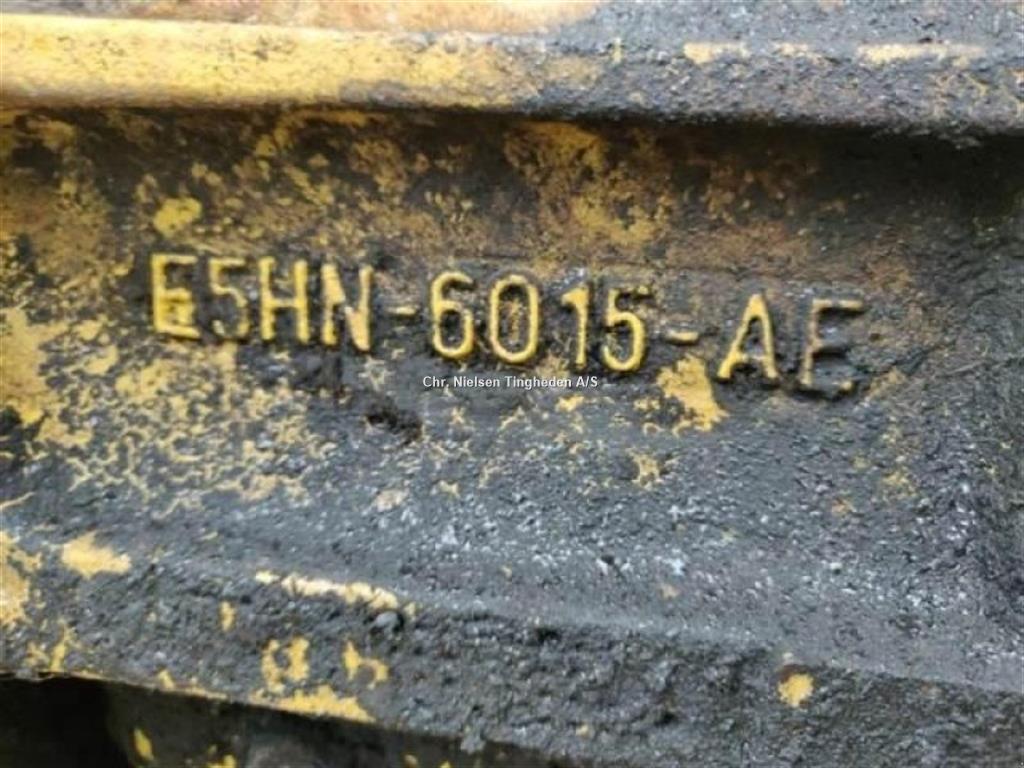 E5HN-6015-AE
Chr. Nielsen Tingheden A/S